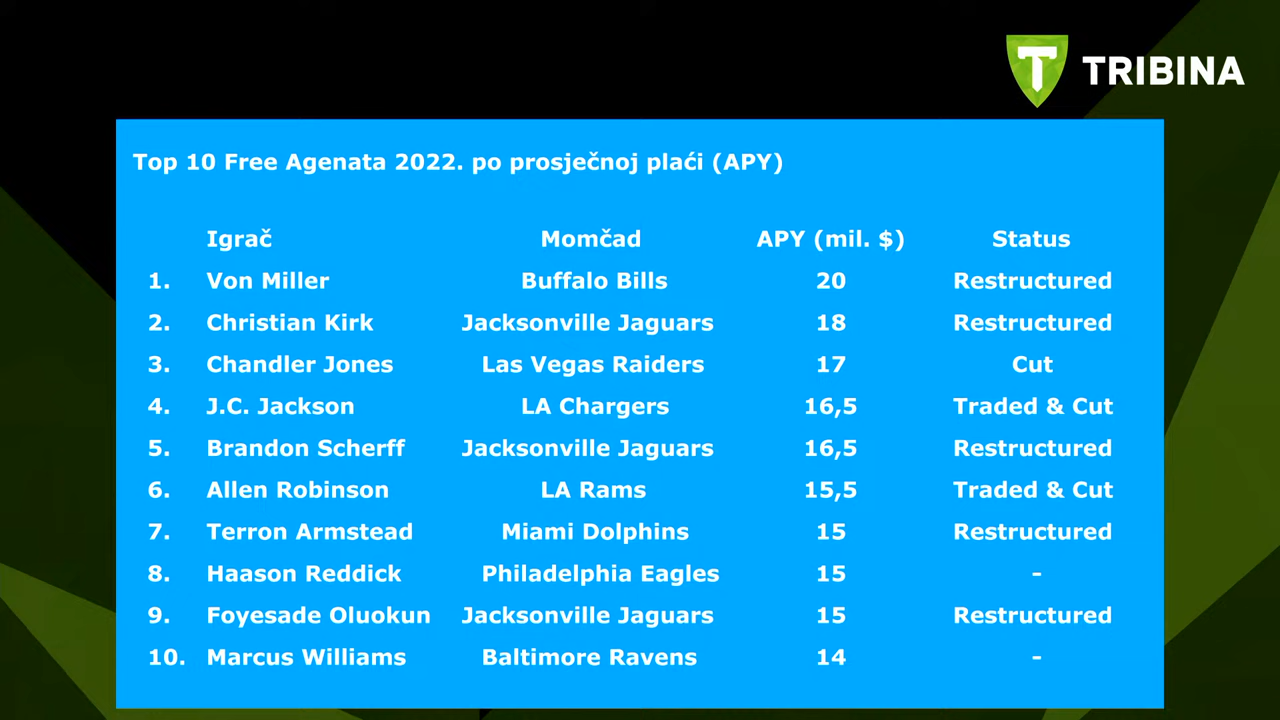 TRIBINA
Top 10 Free Agenata 2022. po prosječnoj plaći (APY)
Igrač Momčad APY (mil. $) Status
1. Von Miller Buffalo Bills 20 Restructured
2. Christian Kirk Jacksonville Jaguars 18 Restructured
3. Chandler Jones Las Vegas Raiders 17 Cut
4. J.C. Jackson LA Chargers 16,5 Traded & Cut
5. Brandon Scherff Jacksonville Jaguars 16,5 Restructured
6. Allen Robinson LA Rams 15,5 Traded & Cut
7. Terron Armstead Miami Dolphins 15 Restructured
8. Haason Reddick Philadelphia Eagles 15 -
9. Foyesade Oluokun Jacksonville Jaguars 15 Restructured
10. Marcus Williams Baltimore Ravens 14 -